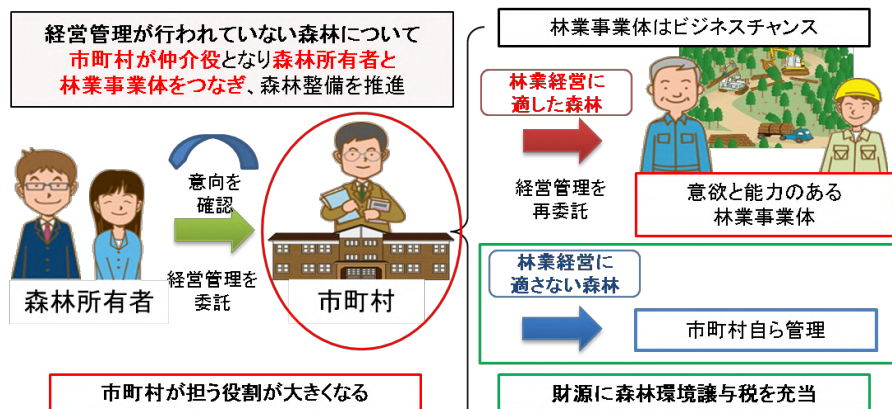 経営管理が行われていない森林について
市町村が仲介役となり森林所有者と
林業事業体をつなぎ、森林整備を推進
意向を
確認
経営管理を
委託
森林所有者
市町村
市町村が担う役割が大きくなる
林業事業体はビジネスチャンス
林業経営に
適した森林
経営管理を
再委託
意欲と能力のある
林業事業体
林業経営に
適さない森林
市町村自ら管理
財源に森林環境譲与税を充当